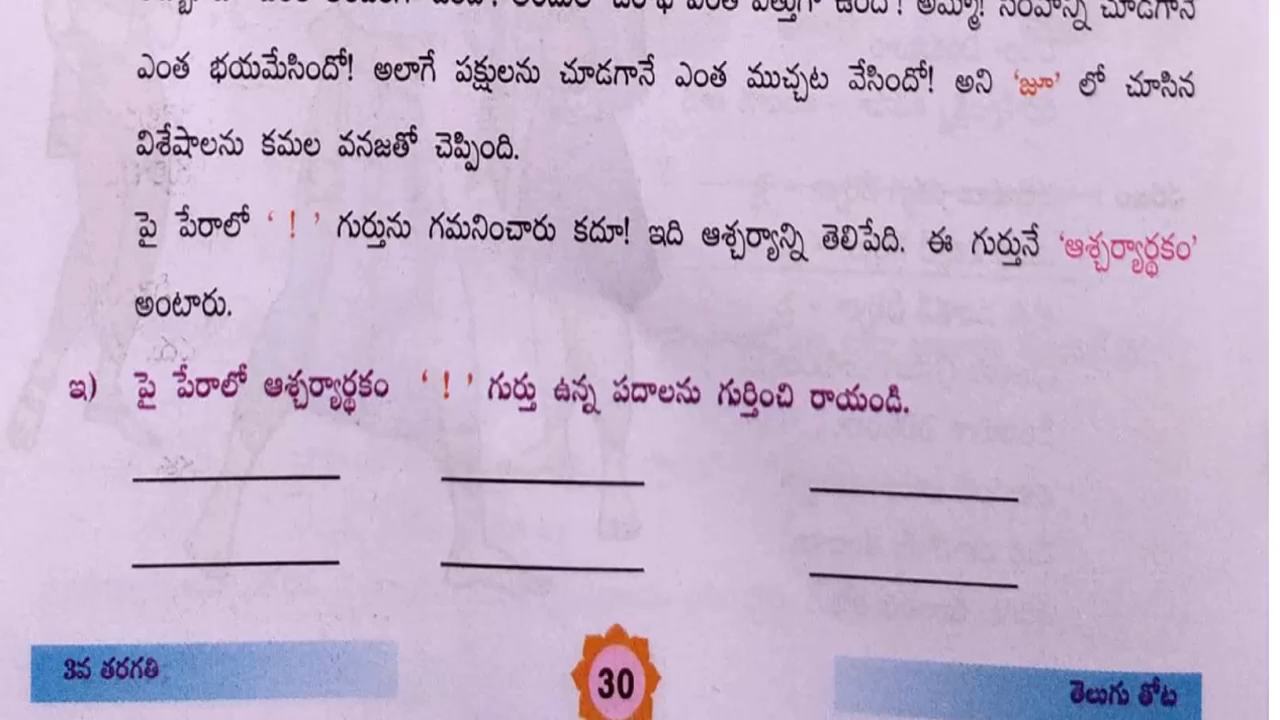 ఎంత భయమేసిందో! అలాగే పక్షులను చూడగానే ఎంత ముచ్చట వేసిందో! అని ‘జూ’ లో చూసిన
విశేషాలను కమల వనజతో చెప్పింది.
పై పేరాలో ‘ ! ’ గుర్తును గమనించారు కదూ! ఇది ఆశ్చర్యాన్ని తెలిపేది. ఈ గుర్తునే ‘ఆశ్చర్యార్థకం’
అంటారు.
ఇ) పై పేరాలో ఆశ్చర్యార్థకం ‘ ! ’ గుర్తు ఉన్న పదాలను గుర్తించి రాయండి.
3వ తరగతి
30
తెలుగు తోట